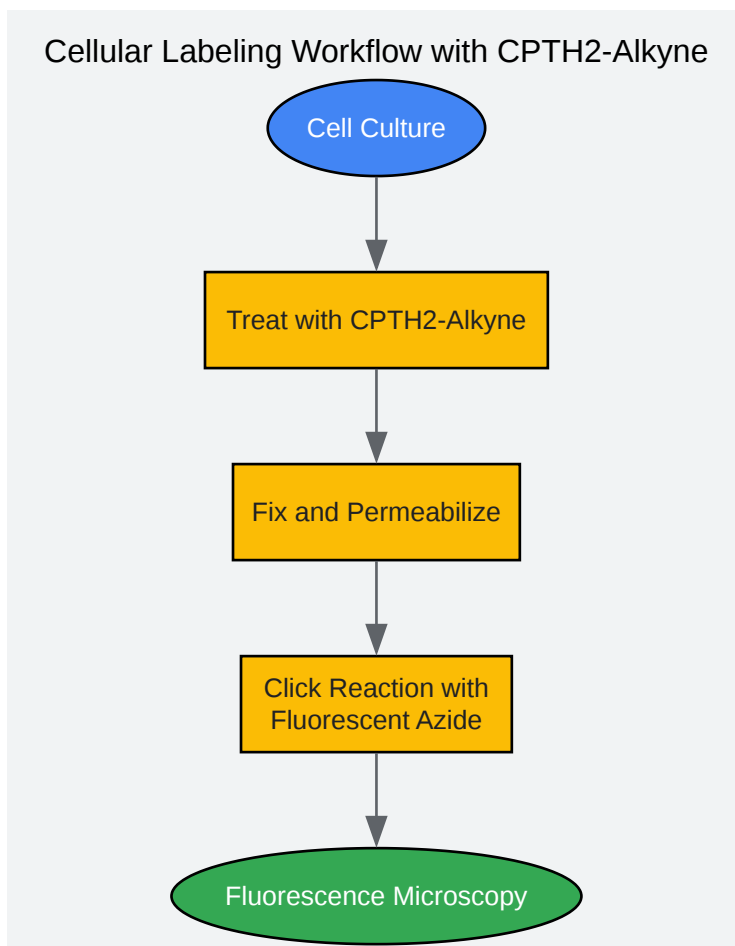 Cellular Labeling Workflow with CPTH2-Alkyne
Cell Culture
Treat with CPTH2-Alkyne
Fix and Permeabilize
Click Reaction with
Fluorescent Azide
Fluorescence Microscopy